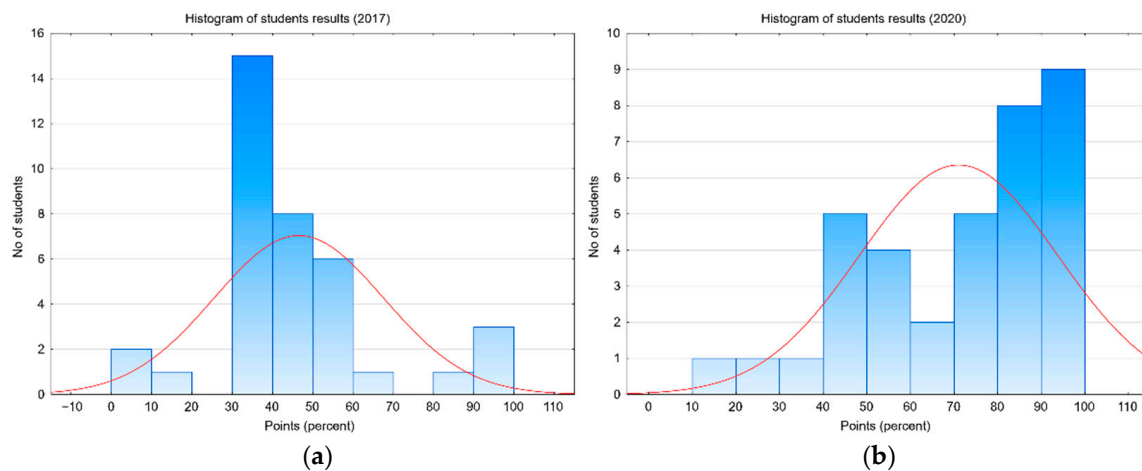 Histogram of students results (2017)
16
14
12
10
8
6
4
2
0
No of students
−10 0 10 20 30 40 50 60 70 80 90 100 110
Points (percent)
(a)
Histogram of students results (2020)
10
9
8
7
6
5
4
3
2
1
0
No of students
0 10 20 30 40 50 60 70 80 90 100 110
Points (percent)
(b)